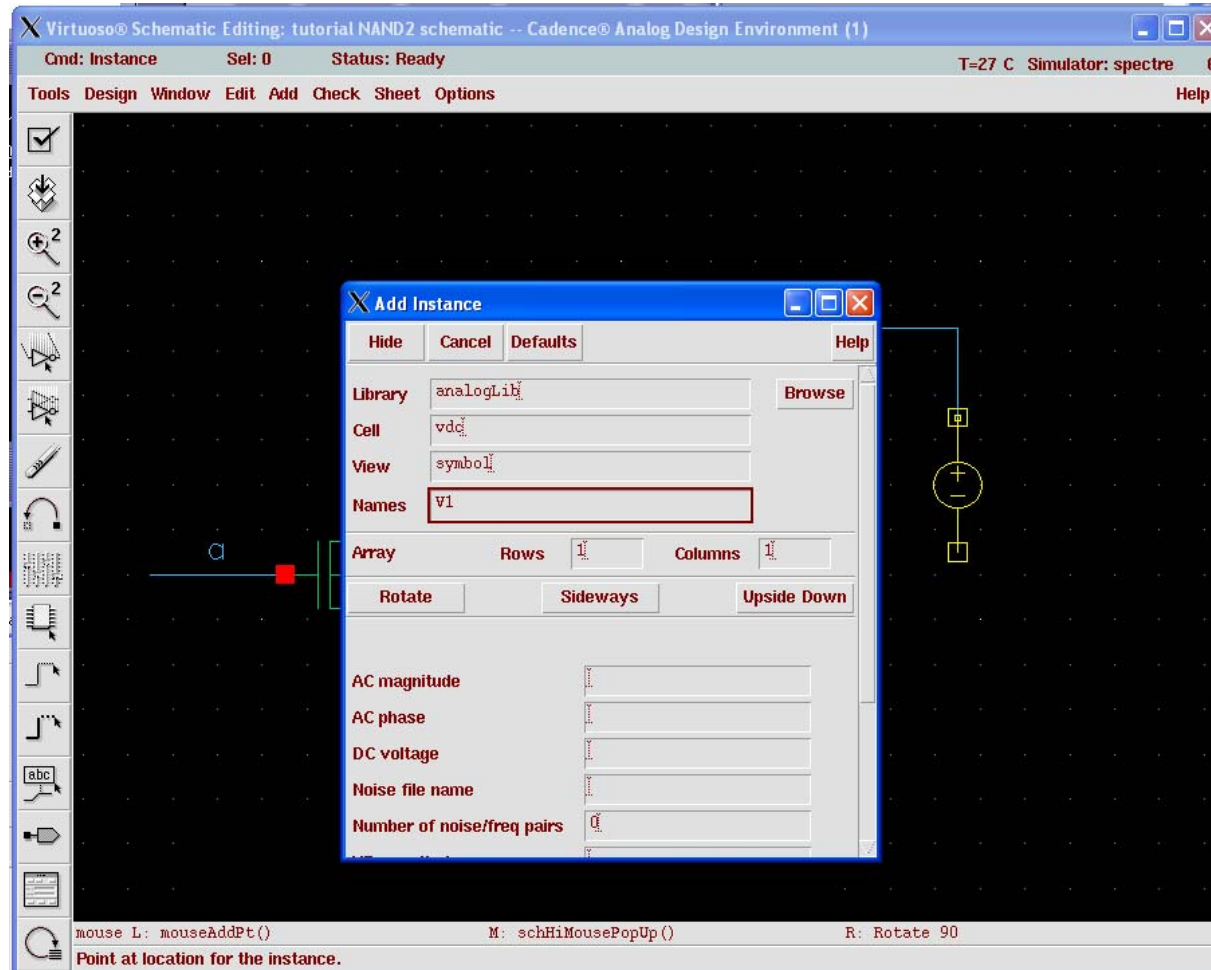 Virtuoso® Schematic Editing: tutorial NAND2 schematic -- Cadence® Analog Design Environment (1)
Cmd: Instance Sel: 0 Status: Ready T=27 C Simulator: spectre
Tools Design Window Edit Add Check Sheet Options Help
2
2
Add Instance
Hide Cancel Defaults Help
Library analogLib Browse
Cell vdc
View symbol
Names V1
a
Array Rows 1 Columns 1
Rotate Sideways Upside Down
AC magnitude
AC phase
DC voltage
abc
Noise file name
Number of noise/freq pairs 0
mouse L: mouseAddPt() M: schHiMousePopUp() R: Rotate 90
Point at location for the instance.